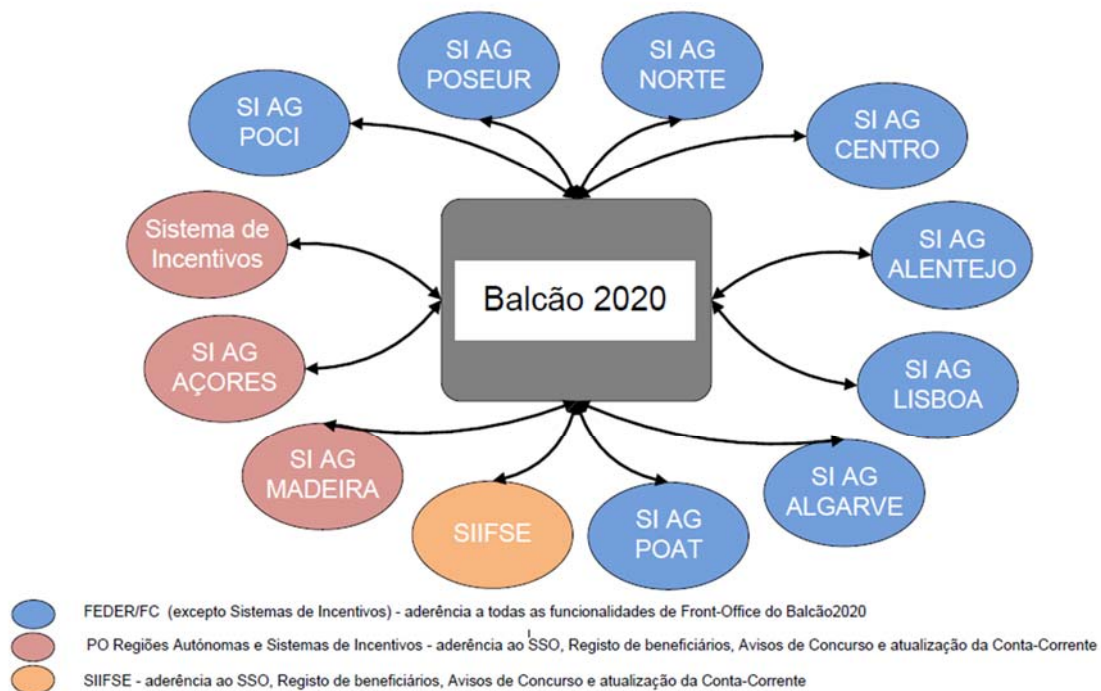 SI AG
POSEUR
SI AG
NORTE
SI AG
POCI
SI AG
CENTRO
Sistema de
Incentivos
SI AG
ALENTEJO
Balcão 2020
SI AG
AÇORES
SI AG
LISBOA
SI AG
MADEIRA
SIIFSE
SI AG
POAT
SI AG
ALGARVE
FEDER/FC (excepto Sistemas de Incentivos) - aderência a todas as funcionalidades de Front-Office do Balcão2020
PO Regiões Autónomas e Sistemas de Incentivos - aderência ao SSO, Registo de beneficiários, Avisos de Concurso e atualização da Conta-Corrente
SIIFSE - aderência ao SSO, Registo de beneficiários, Avisos de Concurso e atualização da Conta-Corrente